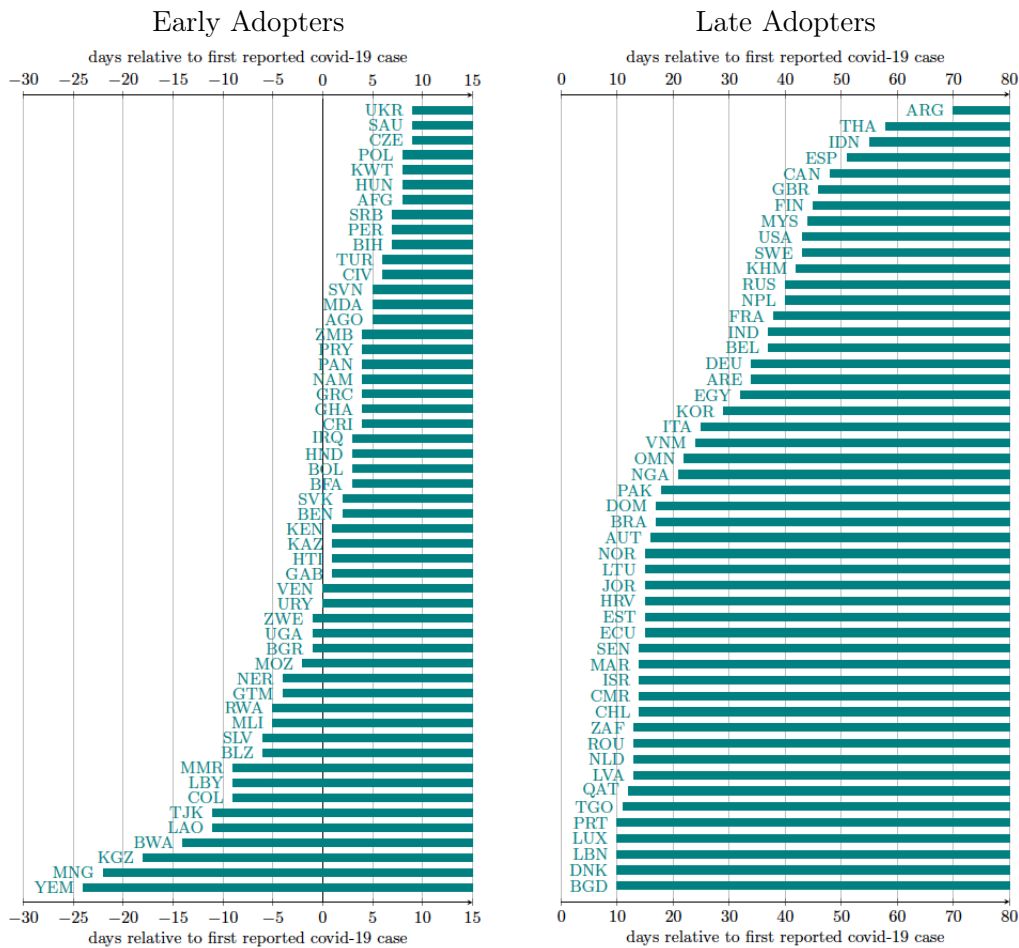 Early Adopters
days relative to first reported covid-19 case
−30 −25 −20 −15 −10 −5 0 5 10 15
UKR
SAU
CZE
POL
KWT
HUN
AFG
SRB
PER
BIH
TUR
CIV
SVN
MDA
AGO
ZMB
PRY
PAN
NAM
GRC
GHA
CRI
IRQ
HND
BOL
BFA
SVK
BEN
KEN
KAZ
HTI
GAB
VEN
URY
ZWE
UGA
BGR
MOZ
NER
GTM
RWA
MLI
SLV
BLZ
MMR
LBY
COL
TJK
LAO
BWA
KGZ
MNG
YEM
−30 −25 −20 −15 −10 −5 0 5 10 15
days relative to first reported covid-19 case
Late Adopters
days relative to first reported covid-19 case
0 10 20 30 40 50 60 70 80
ARG
THA
IDN
ESP
CAN
GBR
FIN
MYS
USA
SWE
KHM
RUS
NPL
FRA
IND
BEL
DEU
ARE
EGY
KOR
ITA
VNM
OMN
NGA
PAK
DOM
BRA
AUT
NOR
LTU
JOR
HRV
EST
ECU
SEN
MAR
ISR
CMR
CHL
ZAF
ROU
NLD
LVA
QAT
TGO
PRT
LUX
LBN
DNK
BGD
0 10 20 30 40 50 60 70 80
days relative to first reported covid-19 case